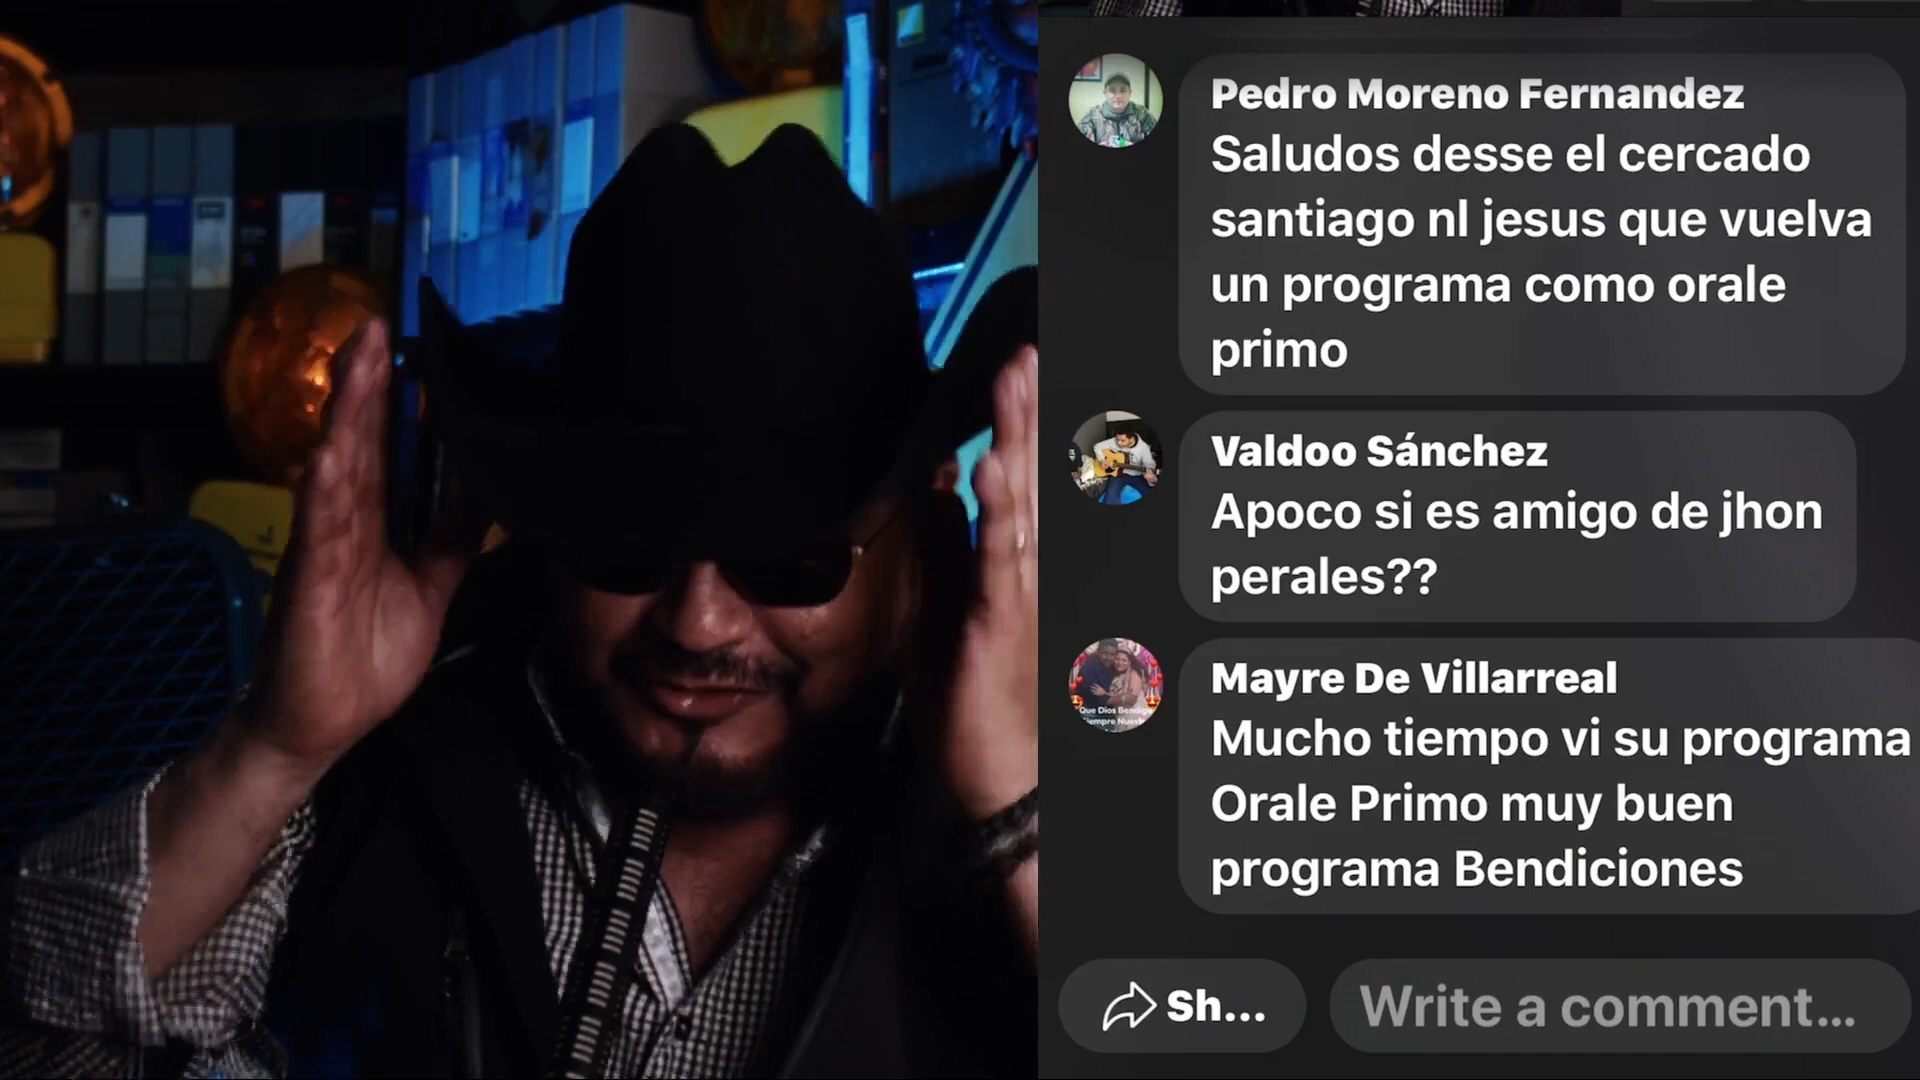 Pedro Moreno Fernandez
Saludos desse el cercado
santiago nl jesus que vuelva
un programa como orale
primo
Valdoo Sánchez
Apoco si es amigo de jhon
perales??
Mayre De Villarreal
Que Dios
Mucho tiempo vi su programa
Orale Primo muy buen
programa Bendiciones
Sh...
Write a comment...